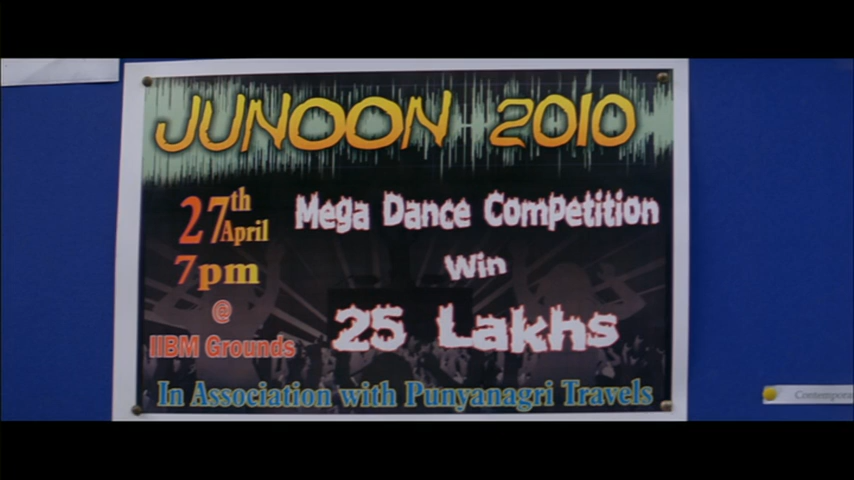 JUNOON 2010
27th April
7pm
@
IIBM Grounds
Mega Dance Competition
Win
25 Lakhs
In Association with Punyanagri Travels